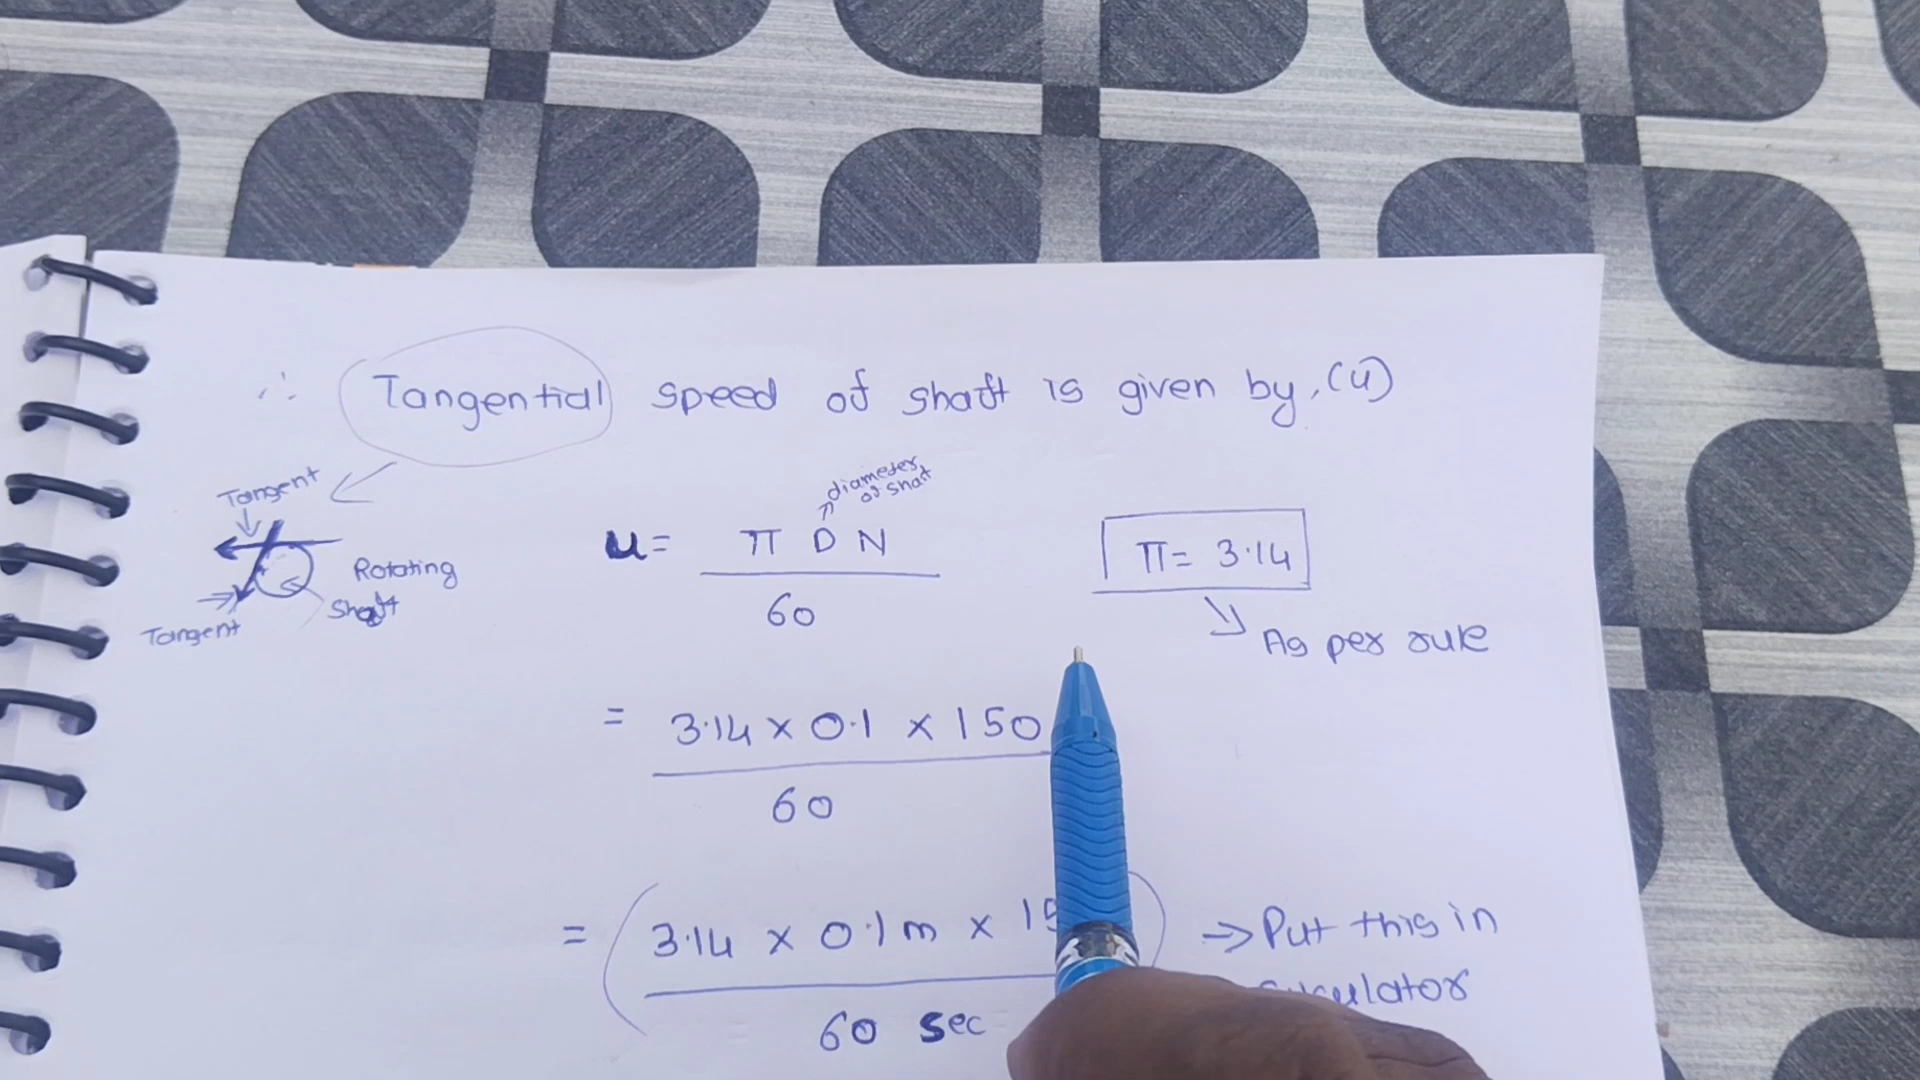 ∴ Tangential speed of shaft is given by, (u)
Tangent
Rotating
Shaft
Tangent
diameter
of shaft
u = π D N
60
π = 3.14
As per rule
= 3.14 × 0.1 × 150
60
= 3.14 × 0.1 m ×
60 sec
→ Put this in